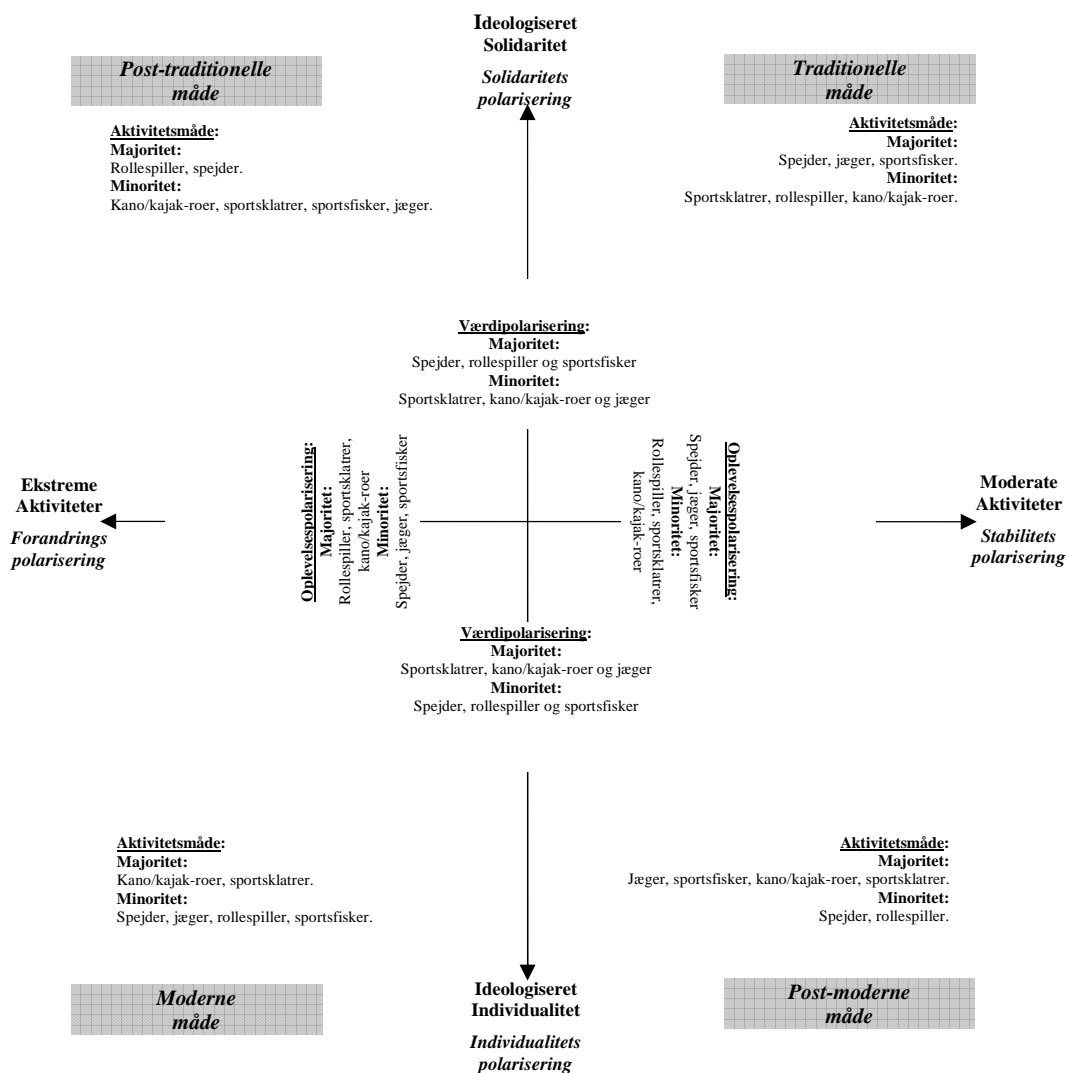 Ideologiseret
Solidaritet
Solidaritets
polarisering
Post-traditionelle
måde
Traditionelle
måde
Aktivitetsmåde:
Majoritet:
Rollespiller, spejder.
Minoritet:
Kano/kajak-roer, sportsklatrer, sportsfisker, jæger.
Aktivitetsmåde:
Majoritet:
Spejder, jæger, sportsfisker.
Minoritet:
Sportsklatrer, rollespiller, kano/kajak-roer.
Værdipolarisering:
Majoritet:
Spejder, rollespiller og sportsfisker
Minoritet:
Sportsklatrer, kano/kajak-roer og jæger
Ekstreme
Aktiviteter
Forandrings
polarisering
Oplevelsespolarisering:
Majoritet:
Rollespiller, sportsklatrer,
kano/kajak-roer
Minoritet:
Spejder, jæger, sportsfisker
Oplevelsespolarisering:
Majoritet:
Spejder, jæger, sportsfisker
Minoritet:
Rollespiller, sportsklatrer,
kano/kajak-roer
Moderate
Aktiviteter
Stabilitets
polarisering
Værdipolarisering:
Majoritet:
Sportsklatrer, kano/kajak-roer og jæger
Minoritet:
Spejder, rollespiller og sportsfisker
Aktivitetsmåde:
Majoritet:
Kano/kajak-roer, sportsklatrer.
Minoritet:
Spejder, jæger, rollespiller, sportsfisker.
Aktivitetsmåde:
Majoritet:
Jæger, sportsfisker, kano/kajak-roer, sportsklatrer.
Minoritet:
Spejder, rollespiller.
Moderne
måde
Ideologiseret
Individualitet
Individualitets
polarisering
Post-moderne
måde